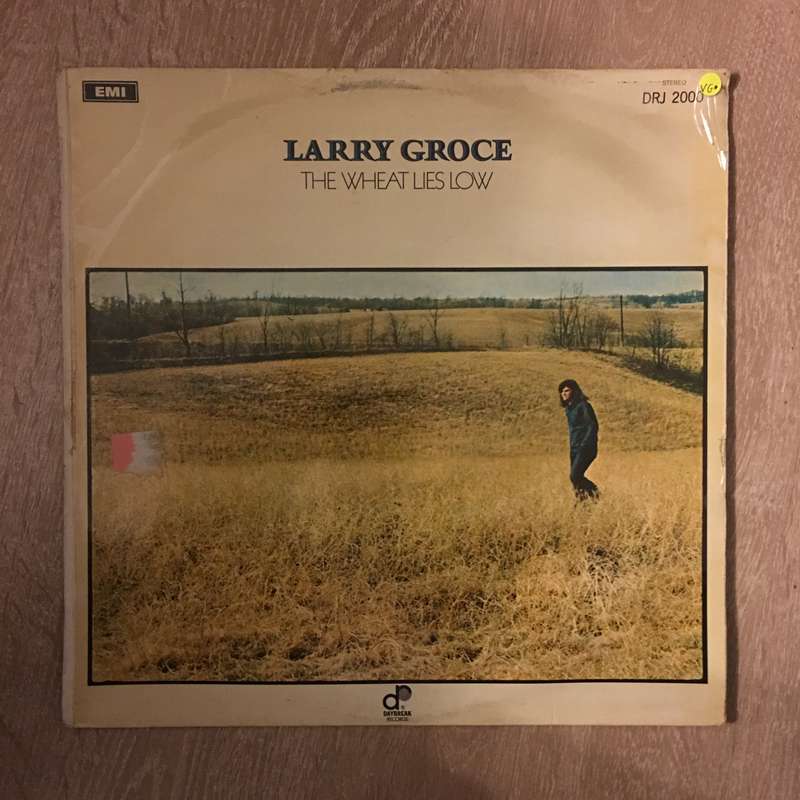 EMI
STEREO
DRJ 2000
VG+
LARRY GROCE
THE WHEAT LIES LOW
DAYBREAK
RECORDS